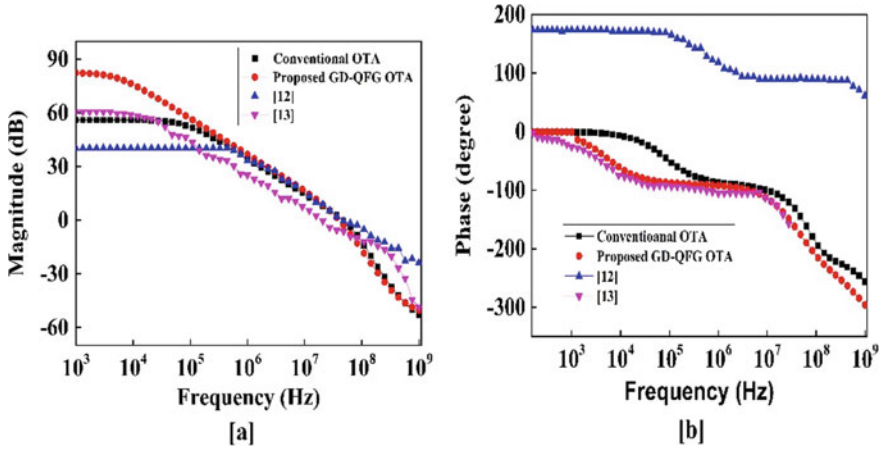 90
60
30
0
-30
-60
Magnitude (dB)
Conventional OTA
Proposed GD-QFG OTA
[12]
[13]
10³ 10⁴ 10⁵ 10⁶ 10⁷ 10⁸ 10⁹
Frequency (Hz)
[a]
200
100
0
-100
-200
-300
Phase (degree)
Conventioanal OTA
Proposed GD-QFG OTA
[12]
[13]
10³ 10⁴ 10⁵ 10⁶ 10⁷ 10⁸ 10⁹
Frequency (Hz)
[b]